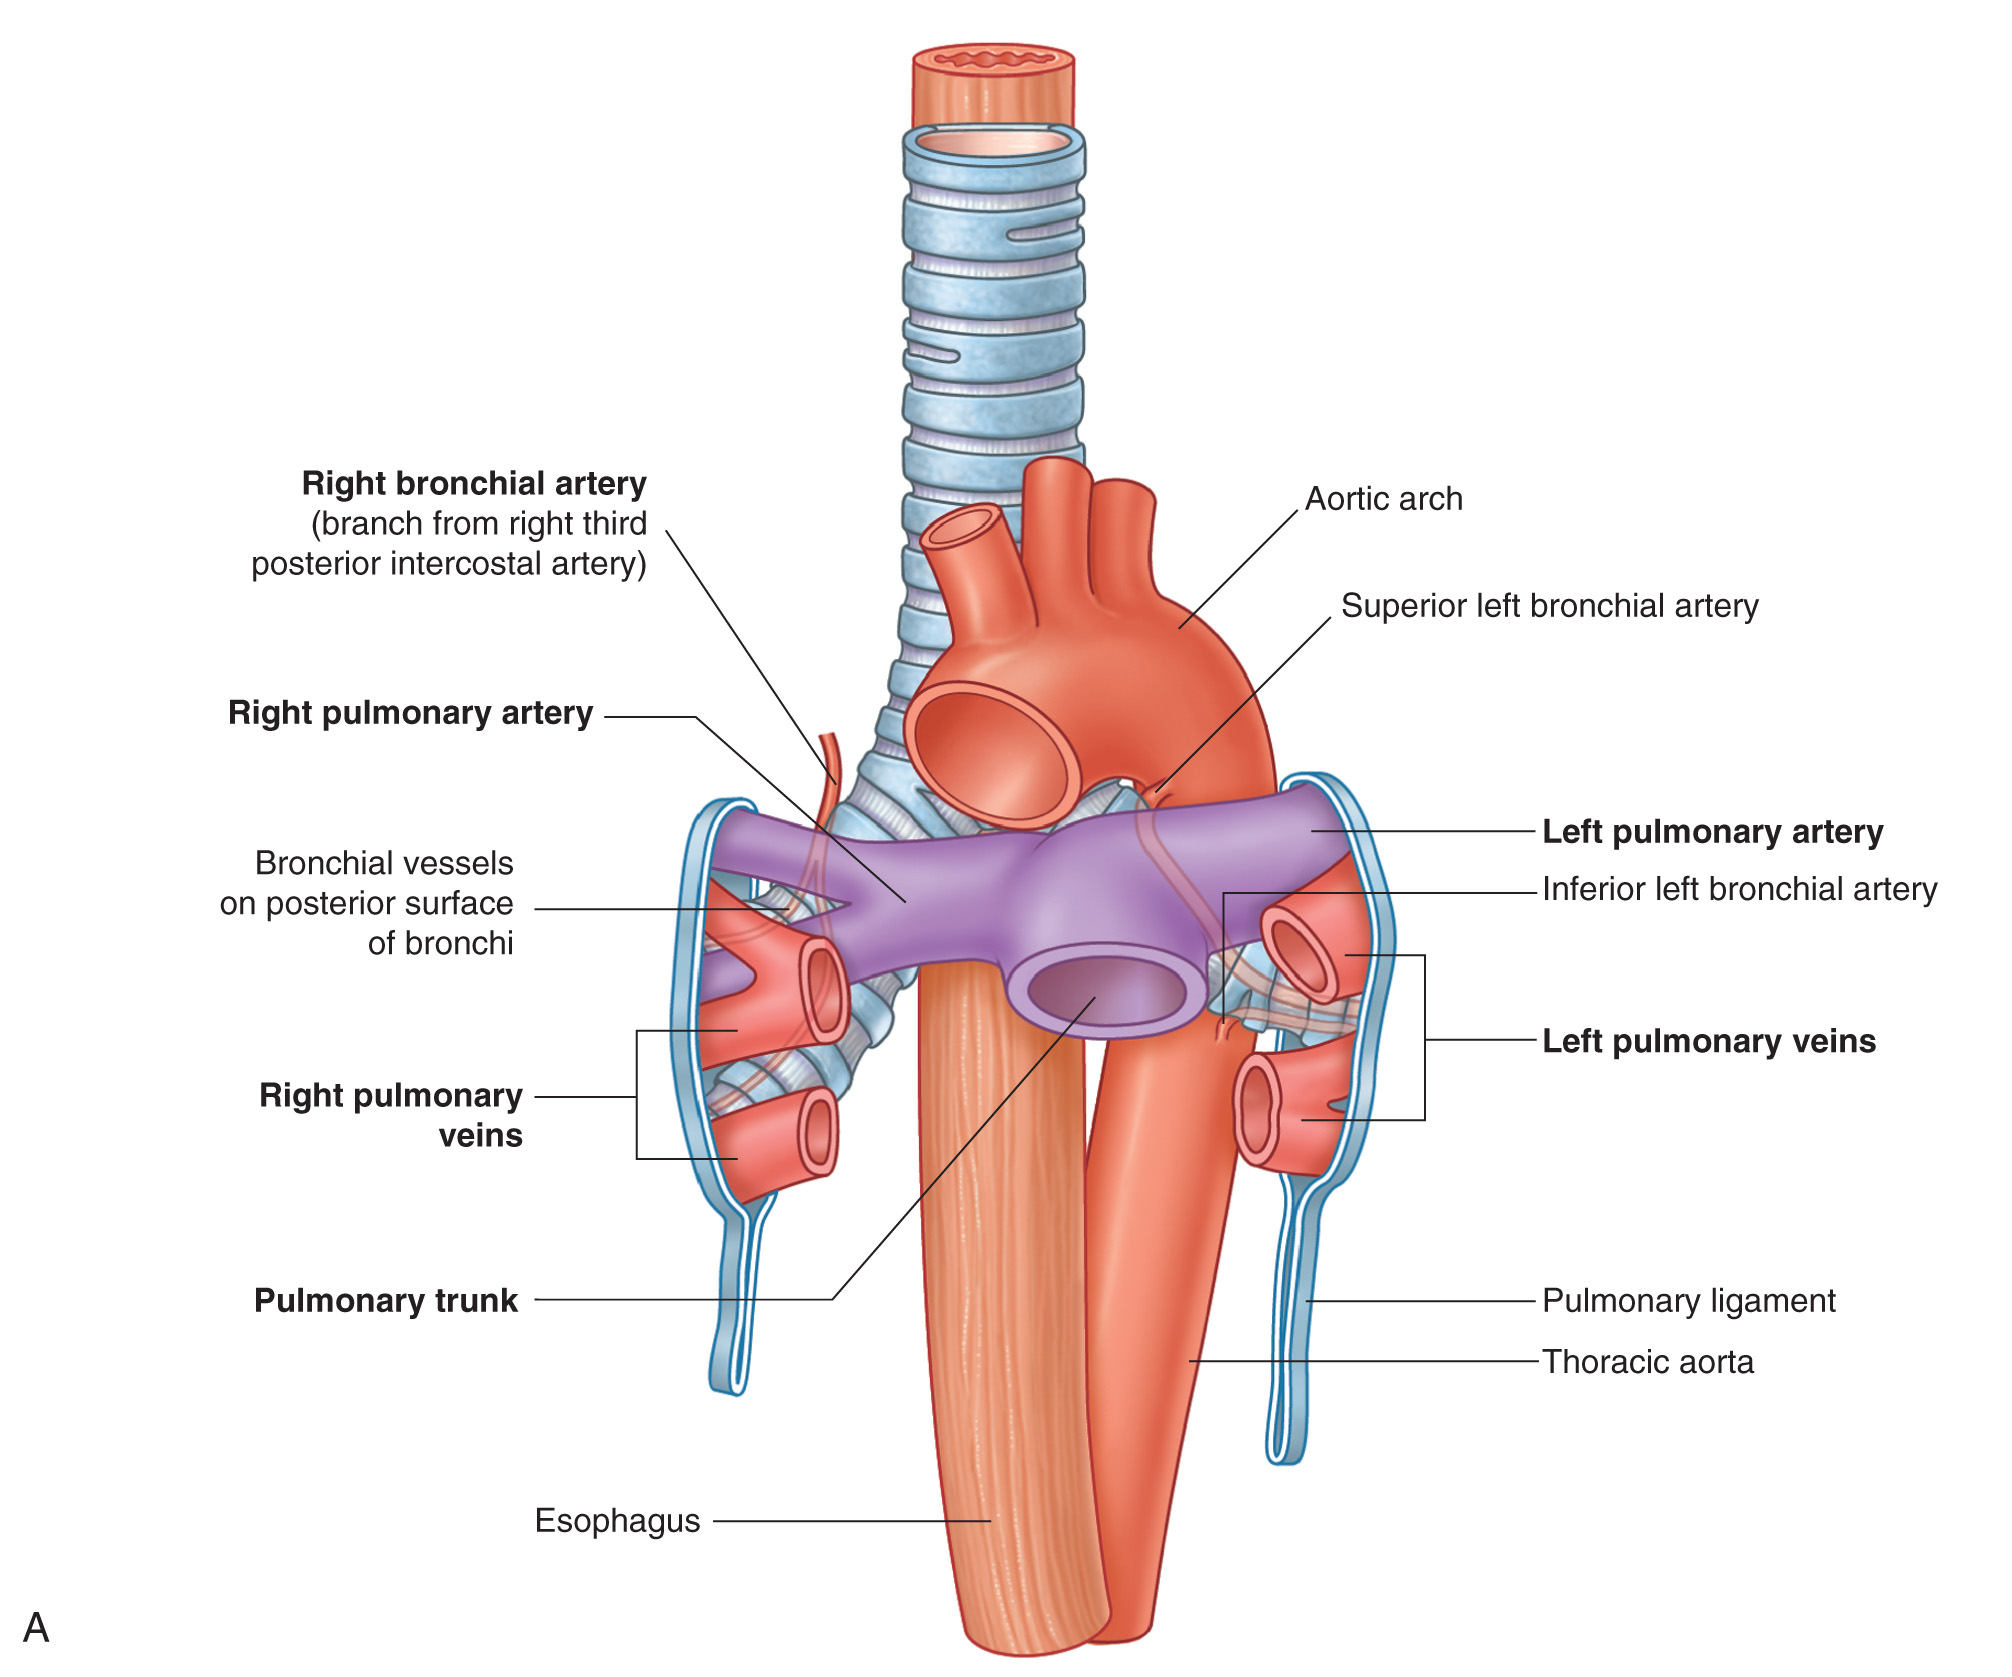 Right bronchial artery
(branch from right third
posterior intercostal artery)
Right pulmonary artery
Bronchial vessels
on posterior surface
of bronchi
Right pulmonary
veins
Pulmonary trunk
Esophagus
Aortic arch
Superior left bronchial artery
Left pulmonary artery
Inferior left bronchial artery
Left pulmonary veins
Pulmonary ligament
Thoracic aorta
A